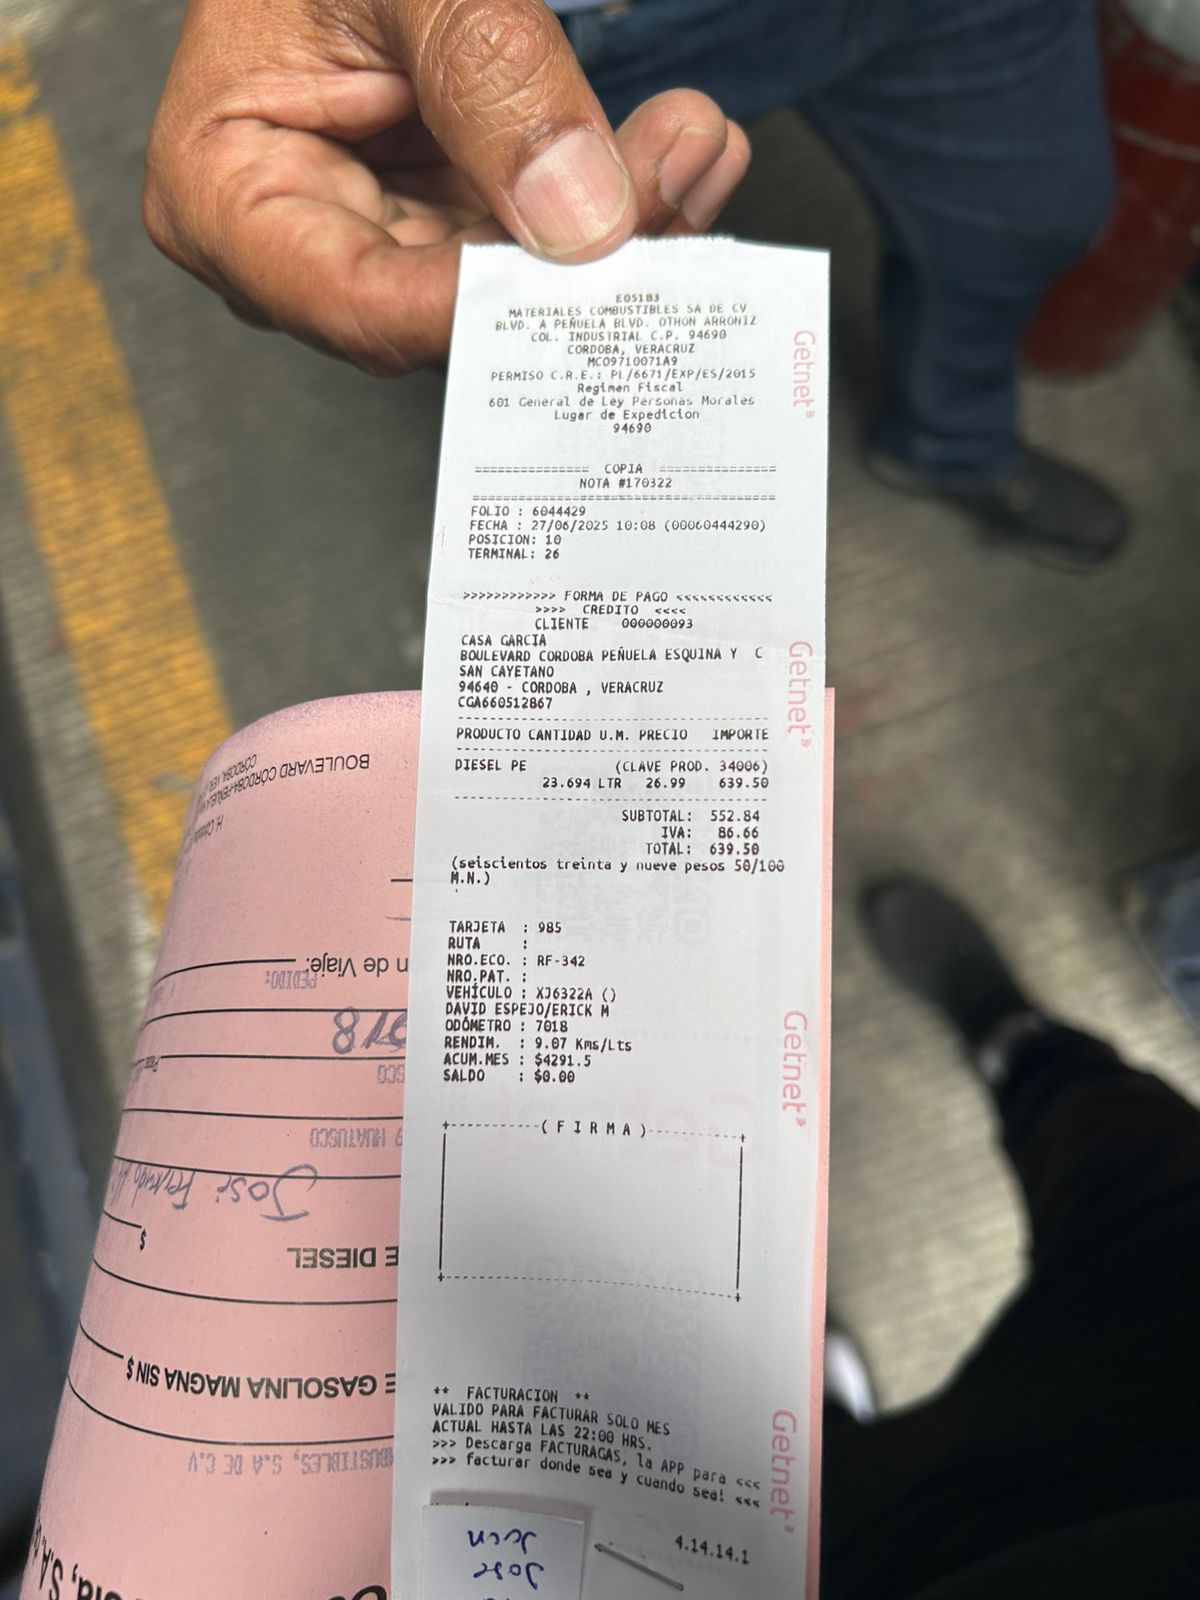 E05183
MATERIALES COMBUSTIBLES SA DE CV
BLVD. A PEÑUELA BLVD. OTHON ARRONIZ
COL. INDUSTRIAL C.P. 94690
CORDOBA, VERACRUZ
MCO9710071A9
PERMISO C.R.E.: PL/6671/EXP/ES/2015
Regimen Fiscal
601 General de Ley Personas Morales
Lugar de Expedicion
94690
=============== COPIA ===============
NOTA #170322
FOLIO : 6044429
FECHA : 27/06/2025 10:08 (00060444290)
POSICION: 10
TERMINAL: 26
>>>>>>>>>>>> FORMA DE PAGO <<<<<<<<<<<<
>>>> CREDITO <<<<
CLIENTE 000000093
CASA GARCIA
BOULEVARD CORDOBA PEÑUELA ESQUINA Y C
SAN CAYETANO
94640 - CORDOBA , VERACRUZ
CGA660512867
PRODUCTO CANTIDAD U.M. PRECIO IMPORTE
DIESEL PE (CLAVE PROD. 34006)
23.694 LTR 26.99 639.50
SUBTOTAL: 552.84
IVA: 86.66
TOTAL: 639.50
(seiscientos treinta y nueve pesos 50/100
M.N.)
TARJETA : 985
RUTA :
NRO.ECO. : RF-342
NRO.PAT. :
VEHÍCULO : XJ6322A ()
DAVID ESPEJO/ERICK M
ODÓMETRO : 7018
RENDIM. : 9.07 Kms/Lts
ACUM.MES : $4291.5
SALDO : $0.00
(FIRMA)
** FACTURACION **
VALIDO PARA FACTURAR SOLO MES
ACTUAL HASTA LAS 22:00 HRS.
>>> Descarga FACTURAGAS, la APP para <<<
>>> facturar donde sea y cuando sea! <<<
4.14.14.1
Getnet
Getnet
Getnet
Getnet
Jose
Juan
BOULEVARD CÓRDOBA-PEÑUELA
n de Viaje:
PEDIDO:
HUATUSCO
José
$
E DIESEL
E GASOLINA MAGNA SIN $
S.A DE C.V